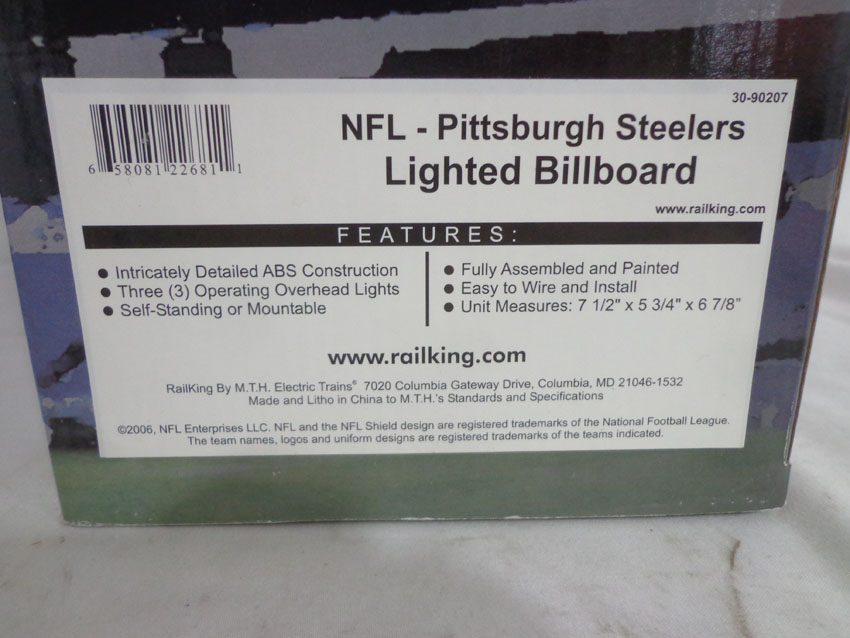 30-90207
NFL - Pittsburgh Steelers
Lighted Billboard
6 58081 22681 1
www.railking.com
FEATURES:
● Intricately Detailed ABS Construction
● Three (3) Operating Overhead Lights
● Self-Standing or Mountable
● Fully Assembled and Painted
● Easy to Wire and Install
● Unit Measures: 7 1/2" x 5 3/4" x 6 7/8"
www.railking.com
RailKing By M.T.H. Electric Trains® 7020 Columbia Gateway Drive, Columbia, MD 21046-1532
Made and Litho in China to M.T.H.'s Standards and Specifications
©2006, NFL Enterprises LLC. NFL and the NFL Shield design are registered trademarks of the National Football League.
The team names, logos and uniform designs are registered trademarks of the teams indicated.